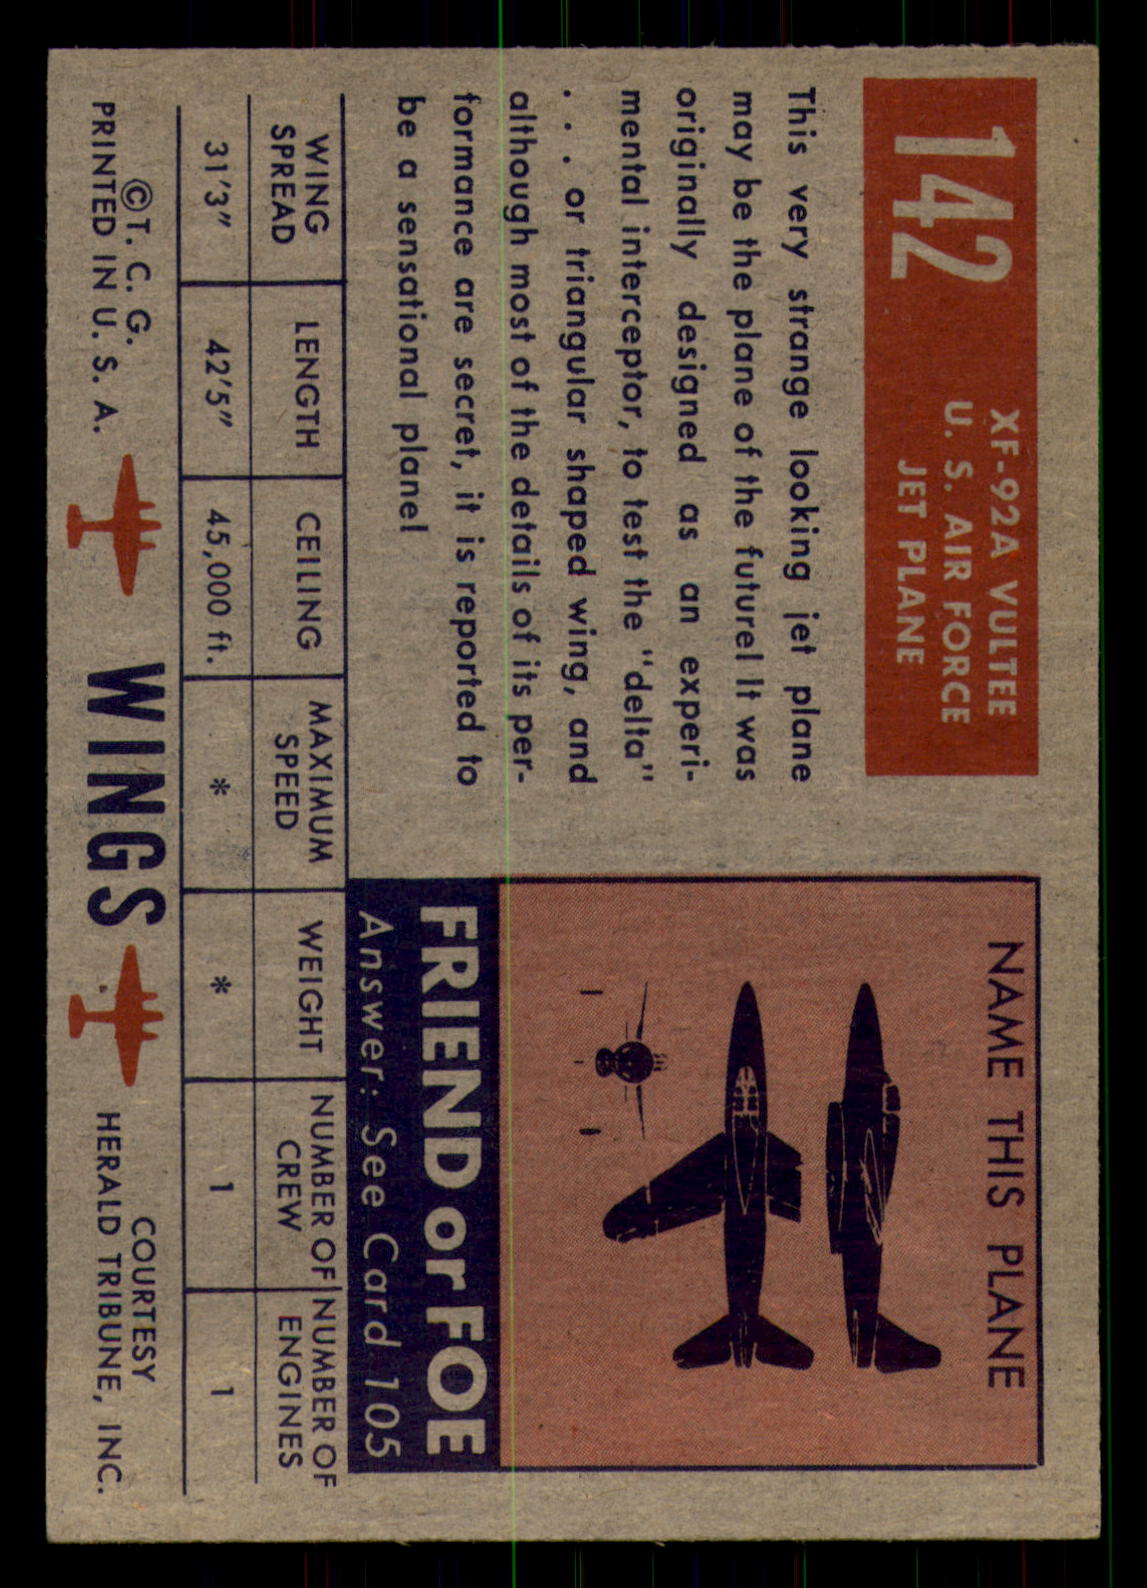 142
XF-92A VULTEE
U. S. AIR FORCE
JET PLANE
This very strange looking jet plane
may be the plane of the future! It was
originally designed as an experi-
mental interceptor, to test the "delta"
. . . or triangular shaped wing, and
although most of the details of its per-
formance are secret, it is reported to
be a sensational plane!
NAME THIS PLANE
FRIEND or FOE
Answer: See Card 105
WING SPREAD LENGTH CEILING MAXIMUM SPEED WEIGHT NUMBER OF CREW NUMBER OF ENGINES
31'3" 42'5" 45,000 ft. * * 1 1
©T. C. G.
PRINTED IN U. S. A.
WINGS
COURTESY
HERALD TRIBUNE, INC.